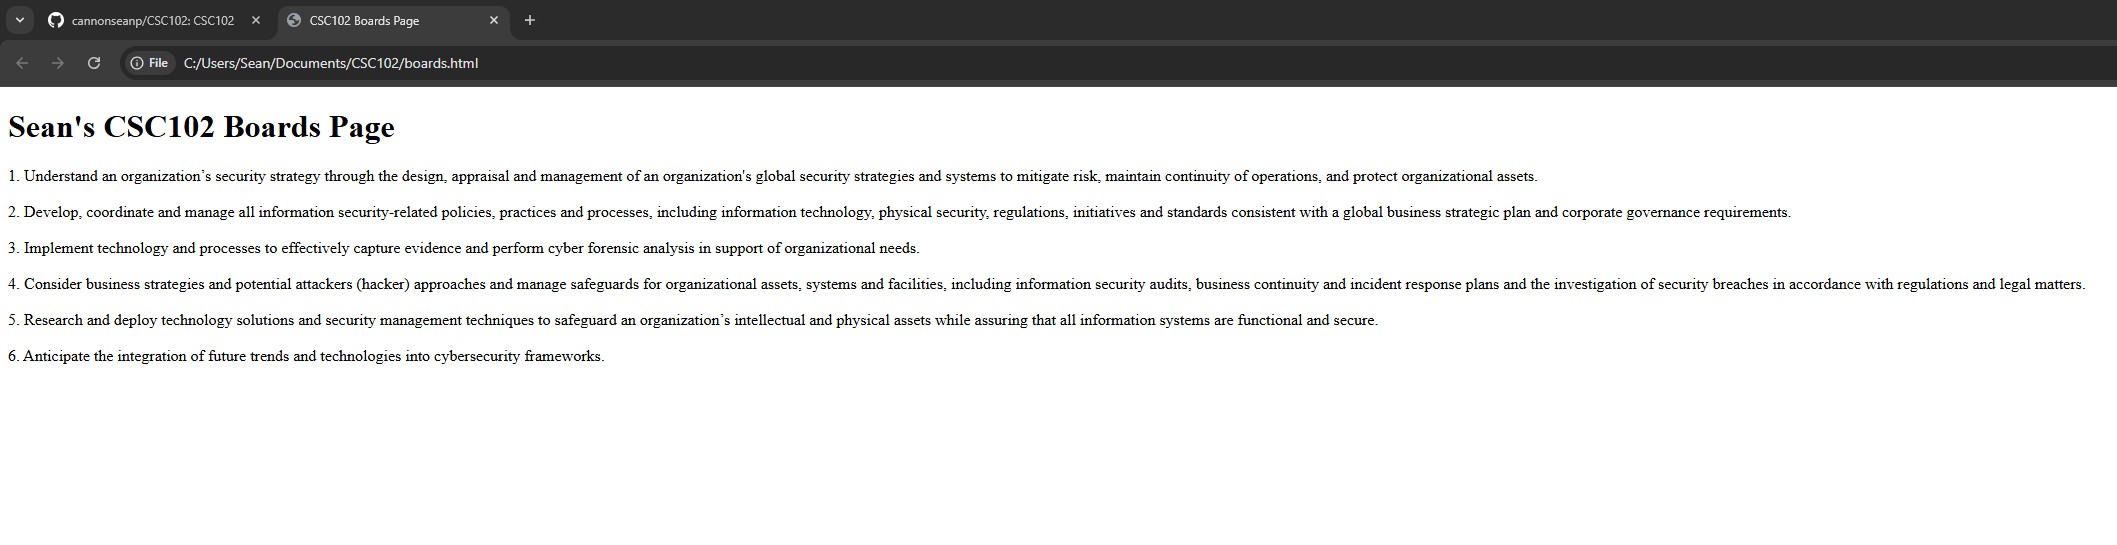 cannonseanp/CSC102: CSC102
CSC102 Boards Page
File C:/Users/Sean/Documents/CSC102/boards.html
Sean's CSC102 Boards Page
1. Understand an organization’s security strategy through the design, appraisal and management of an organization's global security strategies and systems to mitigate risk, maintain continuity of operations, and protect organizational assets.
2. Develop, coordinate and manage all information security-related policies, practices and processes, including information technology, physical security, regulations, initiatives and standards consistent with a global business strategic plan and corporate governance requirements.
3. Implement technology and processes to effectively capture evidence and perform cyber forensic analysis in support of organizational needs.
4. Consider business strategies and potential attackers (hacker) approaches and manage safeguards for organizational assets, systems and facilities, including information security audits, business continuity and incident response plans and the investigation of security breaches in accordance with regulations and legal matters.
5. Research and deploy technology solutions and security management techniques to safeguard an organization’s intellectual and physical assets while assuring that all information systems are functional and secure.
6. Anticipate the integration of future trends and technologies into cybersecurity frameworks.